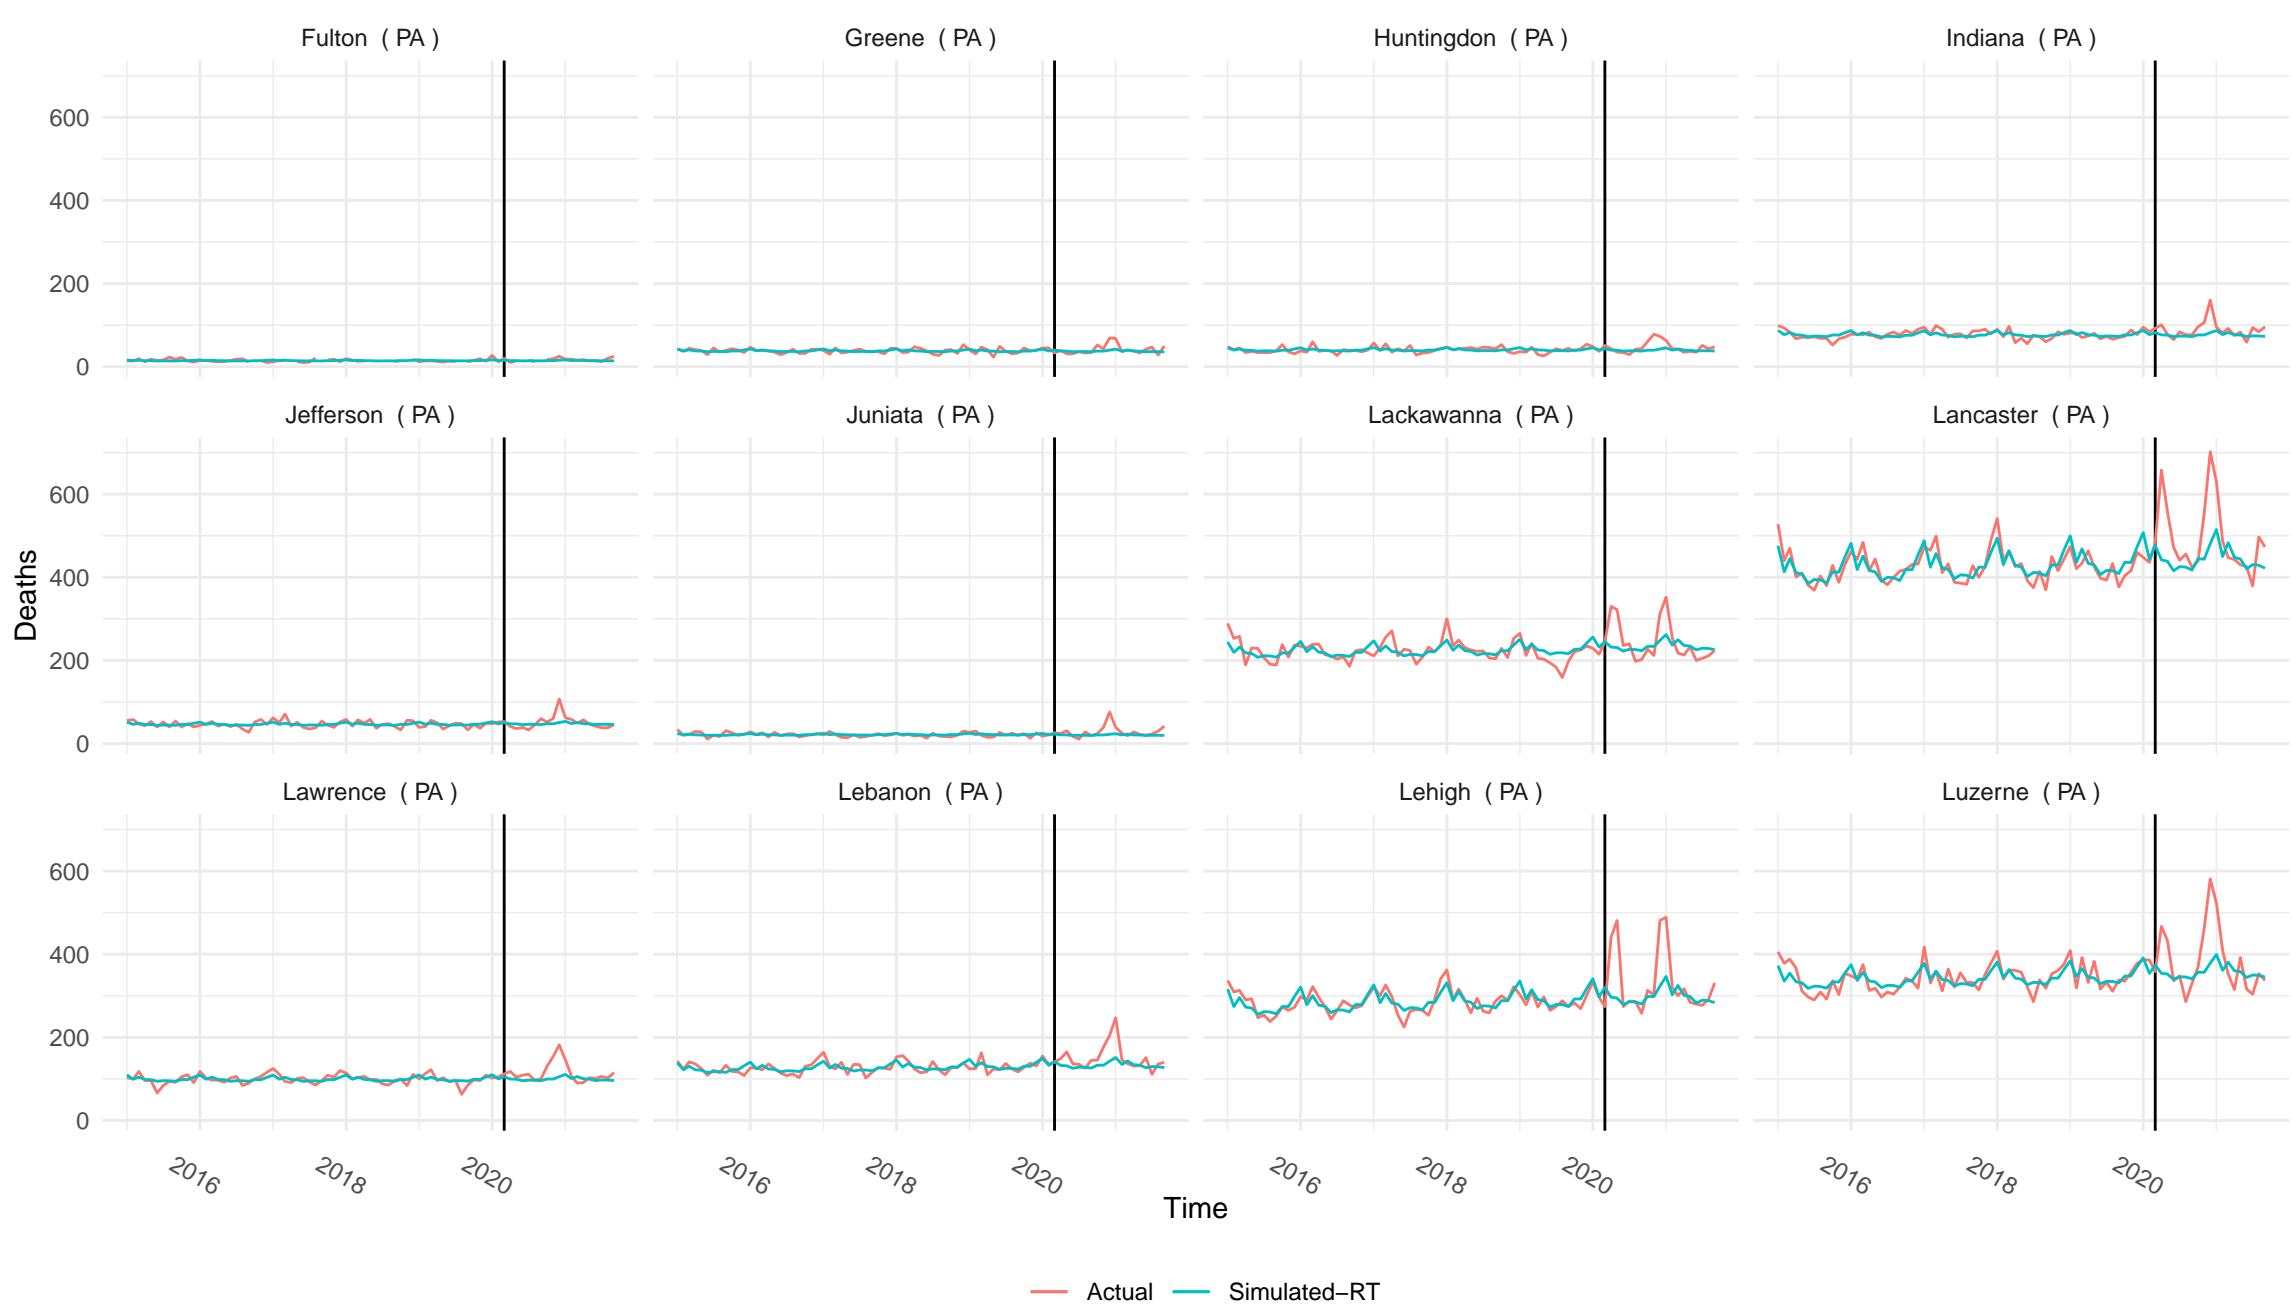 Fulton ( PA )
Greene ( PA )
Huntingdon ( PA )
Indiana ( PA )
600
400
200
0
Jefferson ( PA )
Juniata ( PA )
Lackawanna ( PA )
Lancaster ( PA )
600
400
200
0
Deaths
Lawrence ( PA )
Lebanon ( PA )
Lehigh ( PA )
Luzerne ( PA )
600
400
200
0
2016 2018 2020
2016 2018 2020
2016 2018 2020
2016 2018 2020
Time
Actual
Simulated−RT